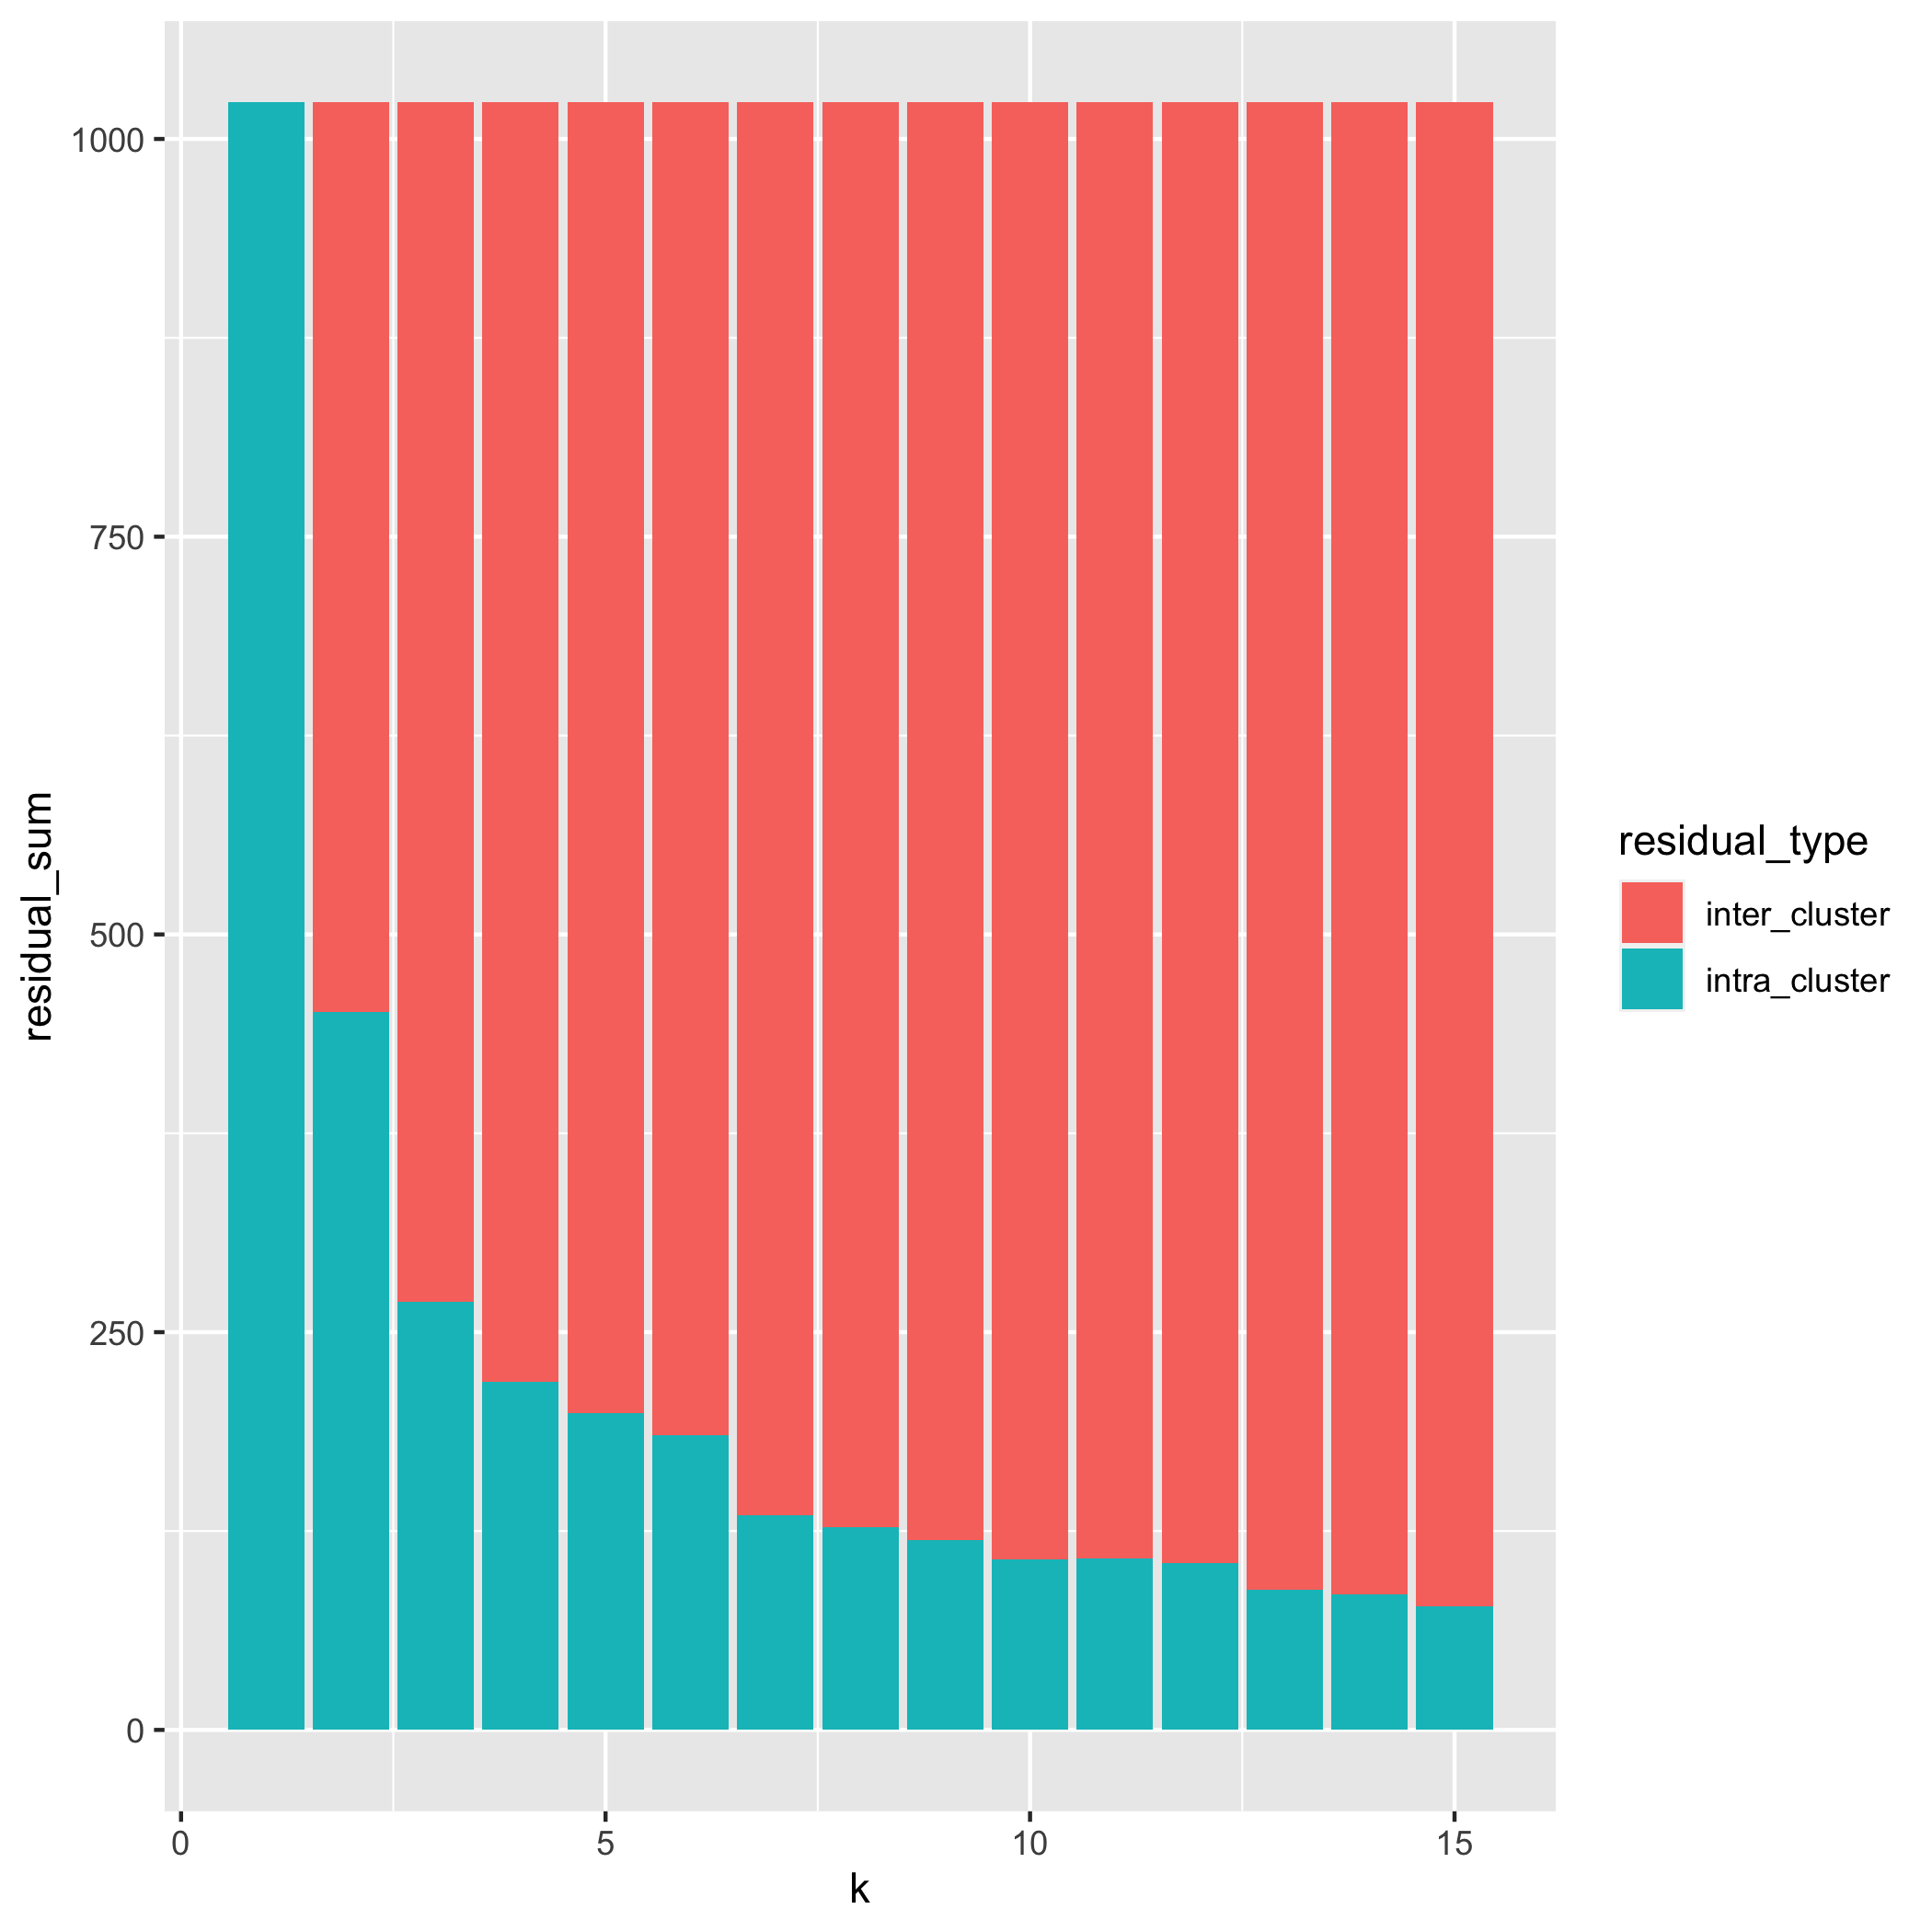 residual_sum
1000
750
500
250
0
0 5 10 15
k
residual_type
inter_cluster
intra_cluster